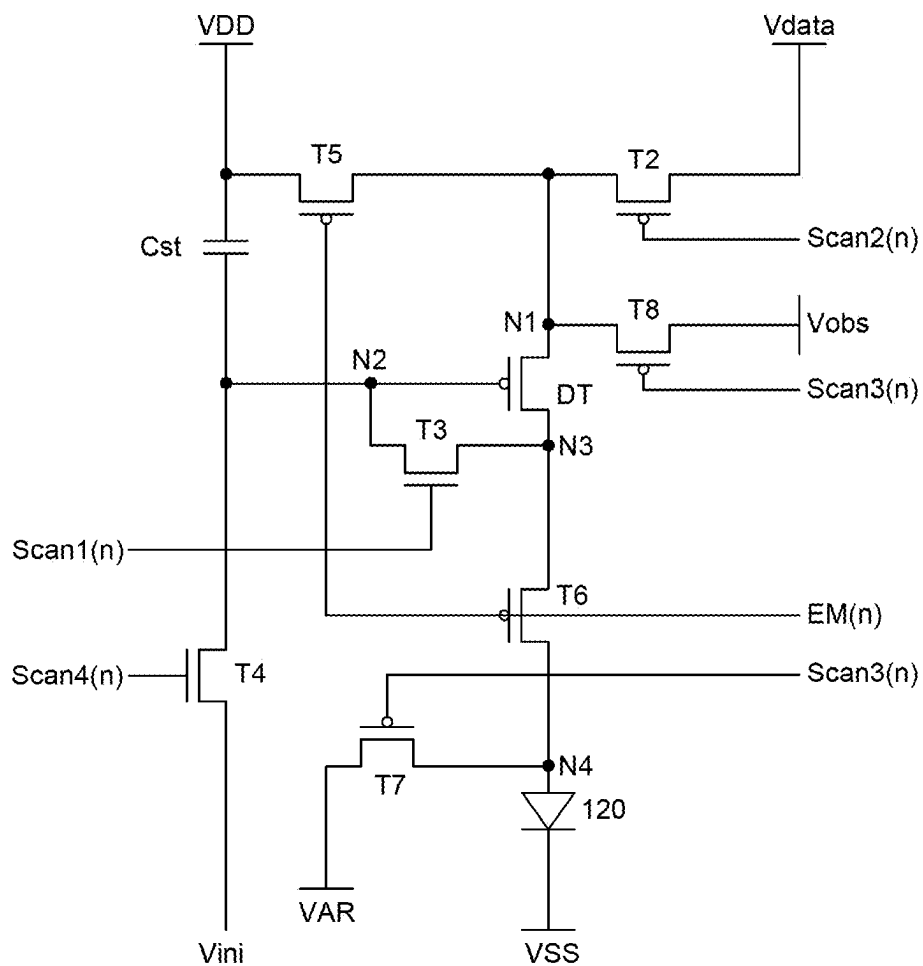 VDD
Vdata
T5
T2
Cst
Scan2(n)
N1
T8
Vobs
N2
DT
Scan3(n)
T3
N3
Scan1(n)
T6
EM(n)
Scan4(n)
T4
Scan3(n)
T7
N4
120
VAR
Vini
VSS